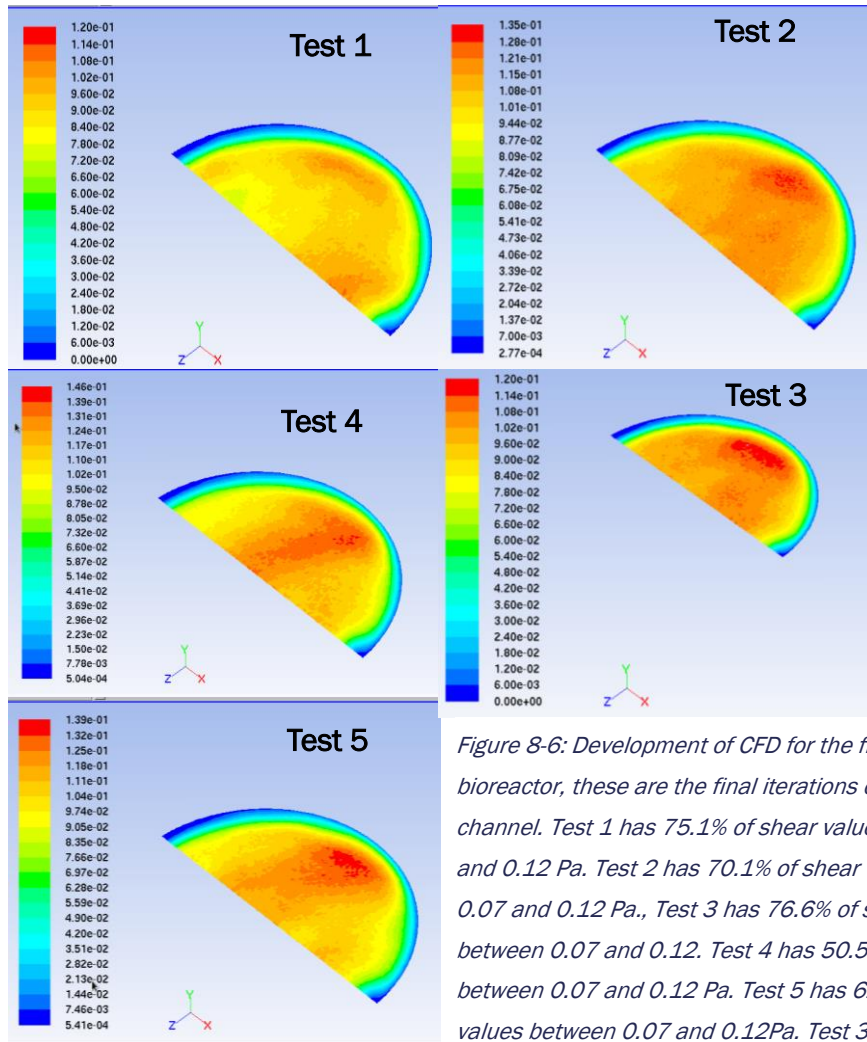 Test 1
1.20e-01
1.14e-01
1.08e-01
1.02e-01
9.60e-02
9.00e-02
8.40e-02
7.80e-02
7.20e-02
6.60e-02
6.00e-02
5.40e-02
4.80e-02
4.20e-02
3.60e-02
3.00e-02
2.40e-02
1.80e-02
1.20e-02
6.00e-03
0.00e+00
Y
Z X
Test 2
1.35e-01
1.28e-01
1.21e-01
1.15e-01
1.08e-01
1.01e-01
9.44e-02
8.77e-02
8.09e-02
7.42e-02
6.75e-02
6.08e-02
5.41e-02
4.73e-02
4.06e-02
3.39e-02
2.72e-02
2.04e-02
1.37e-02
7.00e-03
2.77e-04
Y
Z X
Test 4
1.46e-01
1.39e-01
1.31e-01
1.24e-01
1.17e-01
1.10e-01
1.02e-01
9.50e-02
8.78e-02
8.05e-02
7.32e-02
6.60e-02
5.87e-02
5.14e-02
4.41e-02
3.69e-02
2.96e-02
2.23e-02
1.50e-02
7.78e-03
5.04e-04
Y
Z X
Test 3
1.20e-01
1.14e-01
1.08e-01
1.02e-01
9.60e-02
9.00e-02
8.40e-02
7.80e-02
7.20e-02
6.60e-02
6.00e-02
5.40e-02
4.80e-02
4.20e-02
3.60e-02
3.00e-02
2.40e-02
1.80e-02
1.20e-02
6.00e-03
0.00e+00
Y
Z X
Test 5
1.39e-01
1.32e-01
1.25e-01
1.18e-01
1.11e-01
1.04e-01
9.74e-02
9.05e-02
8.35e-02
7.66e-02
6.97e-02
6.28e-02
5.59e-02
4.90e-02
4.20e-02
3.51e-02
2.82e-02
2.13e-02
1.44e-02
7.46e-03
5.41e-04
Y
Z X
Figure 8-6: Development of CFD for the
bioreactor, these are the final iterations
channel. Test 1 has 75.1% of shear
and 0.12 Pa. Test 2 has 70.1% of shear
0.07 and 0.12 Pa., Test 3 has 76.6% of
between 0.07 and 0.12. Test 4 has 50.5
between 0.07 and 0.12 Pa. Test 5 has
values between 0.07 and 0.12Pa. Test 3